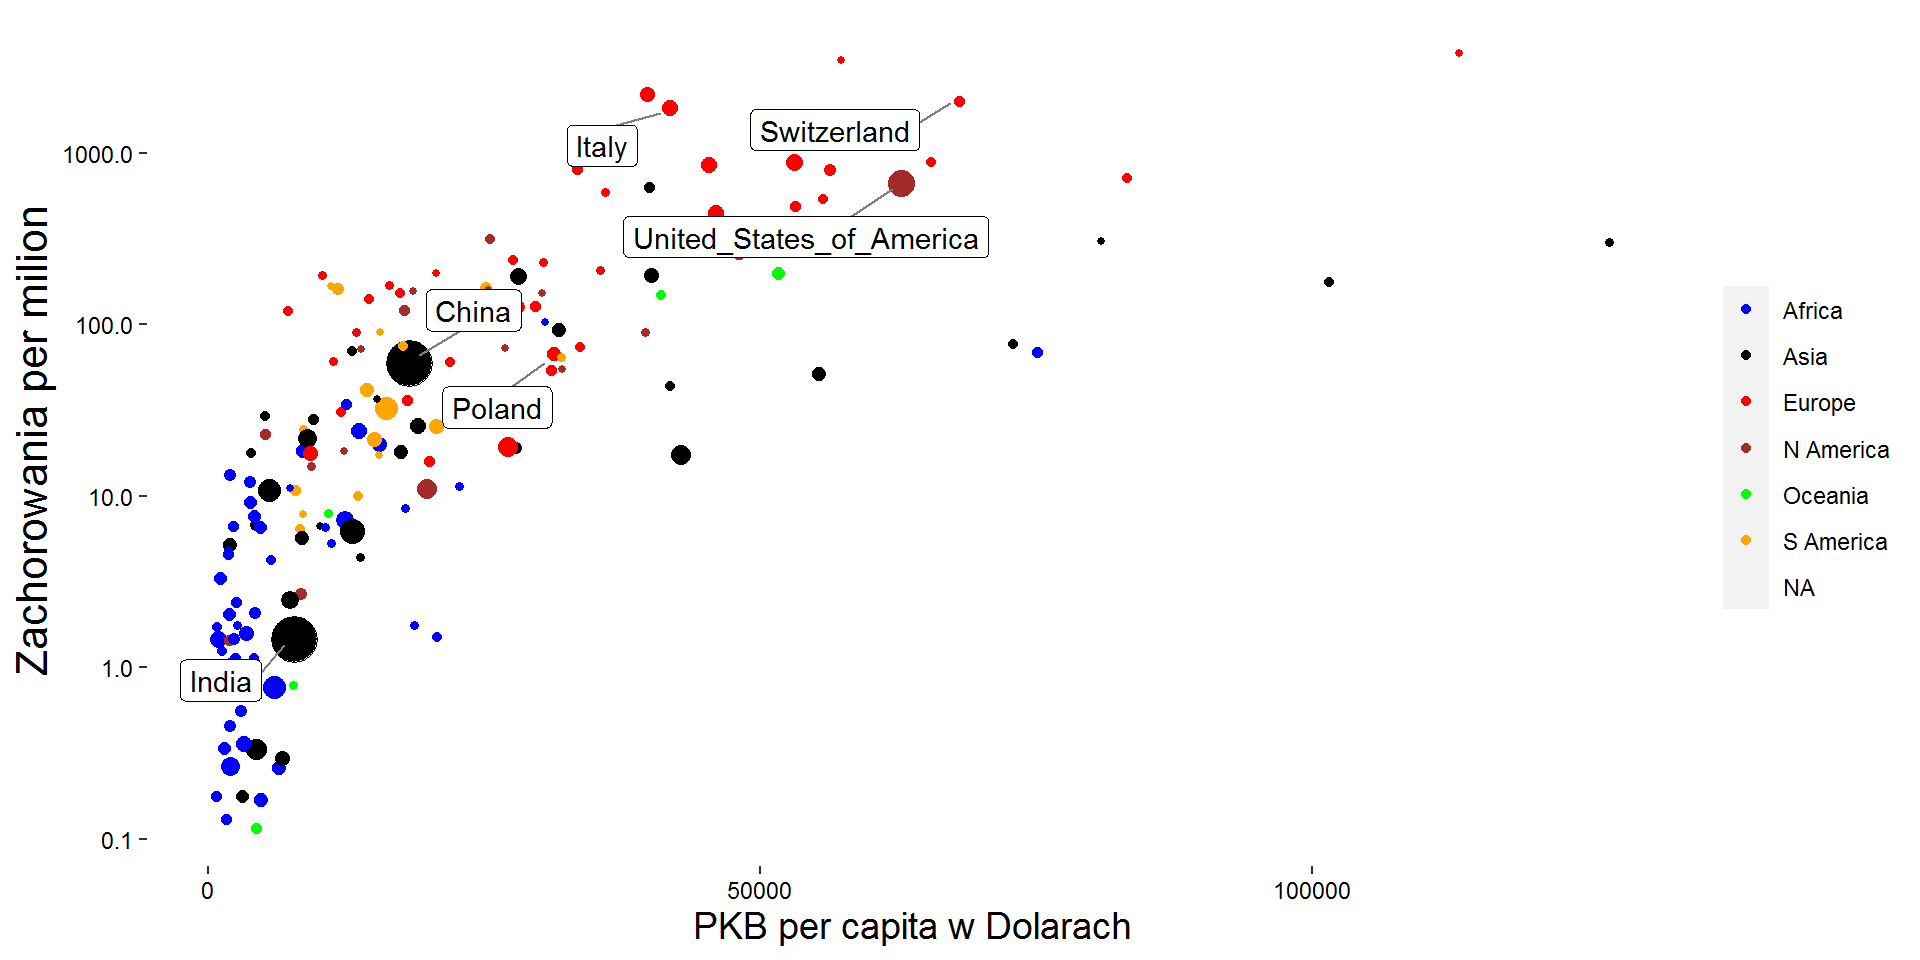 Zachorowania per milion
1000.0
100.0
10.0
1.0
0.1
Italy
Switzerland
United_States_of_America
China
Poland
India
0
50000
100000
PKB per capita w Dolarach
Africa
Asia
Europe
N America
Oceania
S America
NA